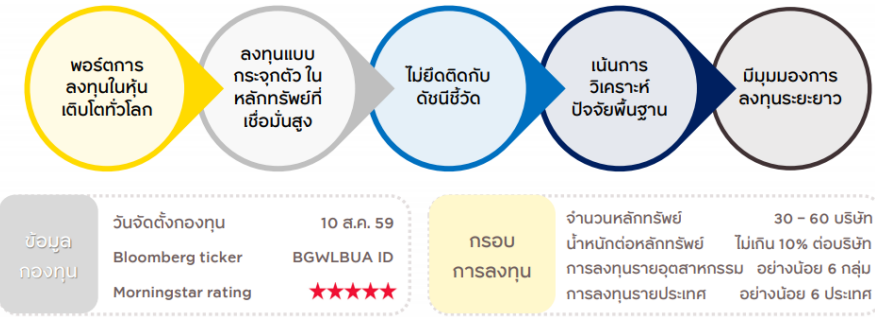 พอร์ตการ
ลงทุนในหุ้น
เติบโตทั่วโลก
ลงทุนแบบ
กระจุกตัว ใน
หลักทรัพย์ที่
เชื่อมั่นสูง
ไม่ยึดติดกับ
ดัชนีชี้วัด
เน้นการ
วิเคราะห์
ปัจจัยพื้นฐาน
มีมุมมองการ
ลงทุนระยะยาว
ข้อมูล
กองทุน
วันจัดตั้งกองทุน 10 ส.ค. 59
Bloomberg ticker BGWLBUA ID
Morningstar rating ★★★★★
กรอบ
การลงทุน
จำนวนหลักทรัพย์ 30 - 60 บริษัท
น้ำหนักต่อหลักทรัพย์ ไม่เกิน 10% ต่อบริษัท
การลงทุนรายอุตสาหกรรม อย่างน้อย 6 กลุ่ม
การลงทุนรายประเทศ อย่างน้อย 6 ประเทศ